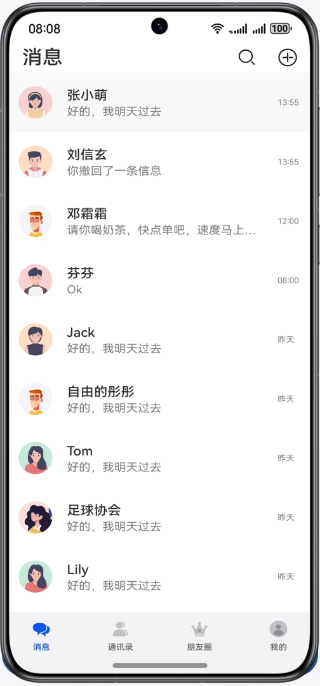 08:08
100
消息
张小萌
13:55
好的，我明天过去
刘信玄
13:55
你撤回了一条信息
邓霜霜
12:00
请你喝奶茶，快点单吧，速度马上...
芬芬
08:00
Ok
Jack
昨天
好的，我明天过去
自由的彤彤
昨天
好的，我明天过去
Tom
昨天
好的，我明天过去
足球协会
昨天
好的，我明天过去
Lily
昨天
好的，我明天过去
消息
通讯录
朋友圈
我的